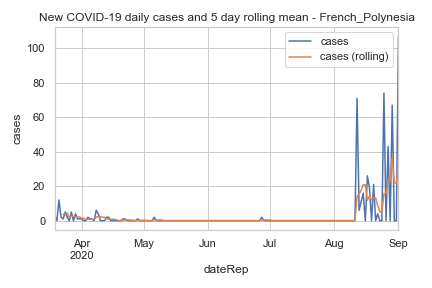 New COVID-19 daily cases and 5 day rolling mean - French_Polynesia
cases
cases (rolling)
100
80
60
40
20
0
cases
Apr
2020
May
Jun
Jul
Aug
Sep
dateRep